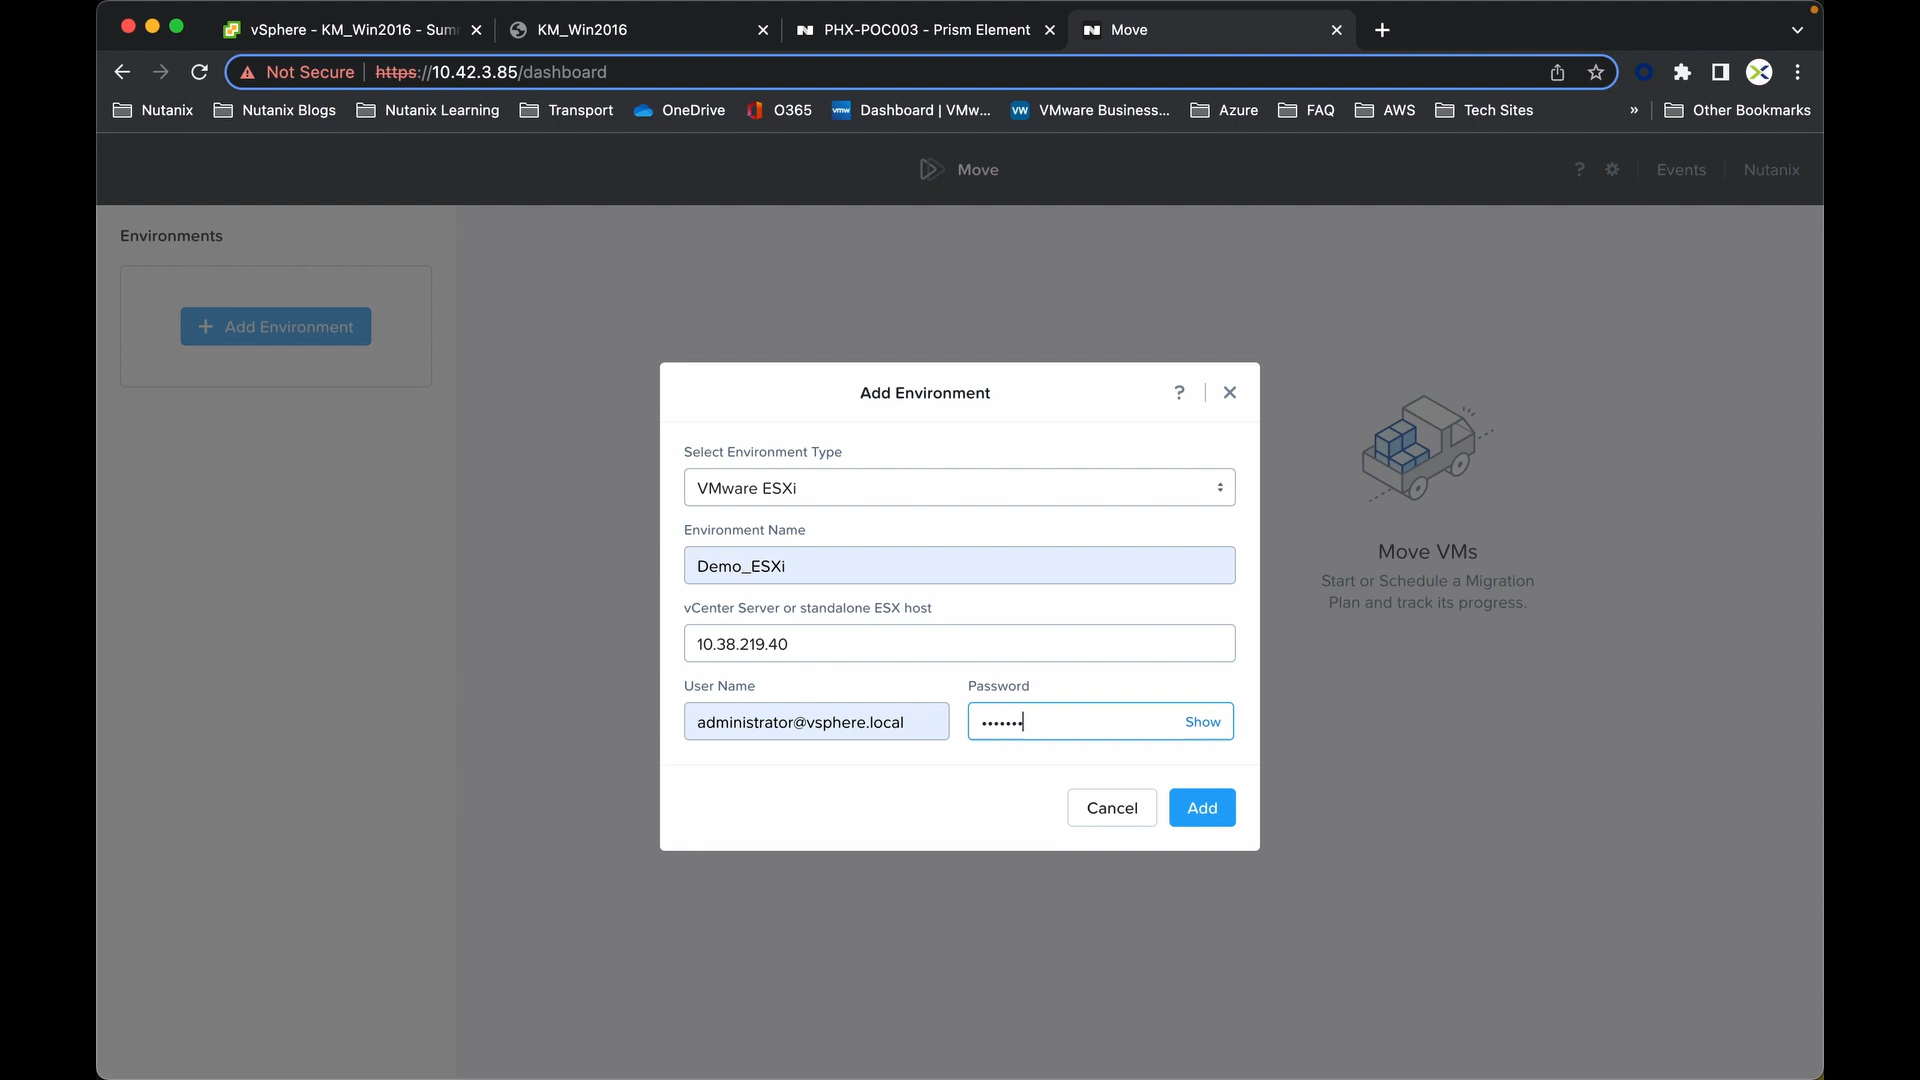 vSphere - KM_Win2016 - Sum
KM_Win2016
PHX-POC003 - Prism Element
Move
Not Secure
https://10.42.3.85/dashboard
Nutanix
Nutanix Blogs
Nutanix Learning
Transport
OneDrive
O365
vmw
Dashboard | VMw...
VW
VMware Business...
Azure
FAQ
AWS
Tech Sites
»
Other Bookmarks
Move
?
Events
Nutanix
Environments
+ Add Environment
Add Environment
?
Select Environment Type
VMware ESXi
Environment Name
Demo_ESXi
vCenter Server or standalone ESX host
10.38.219.40
User Name
Password
administrator@vsphere.local
•••••••
Show
Cancel
Add
Move VMs
Start or Schedule a Migration
Plan and track its progress.